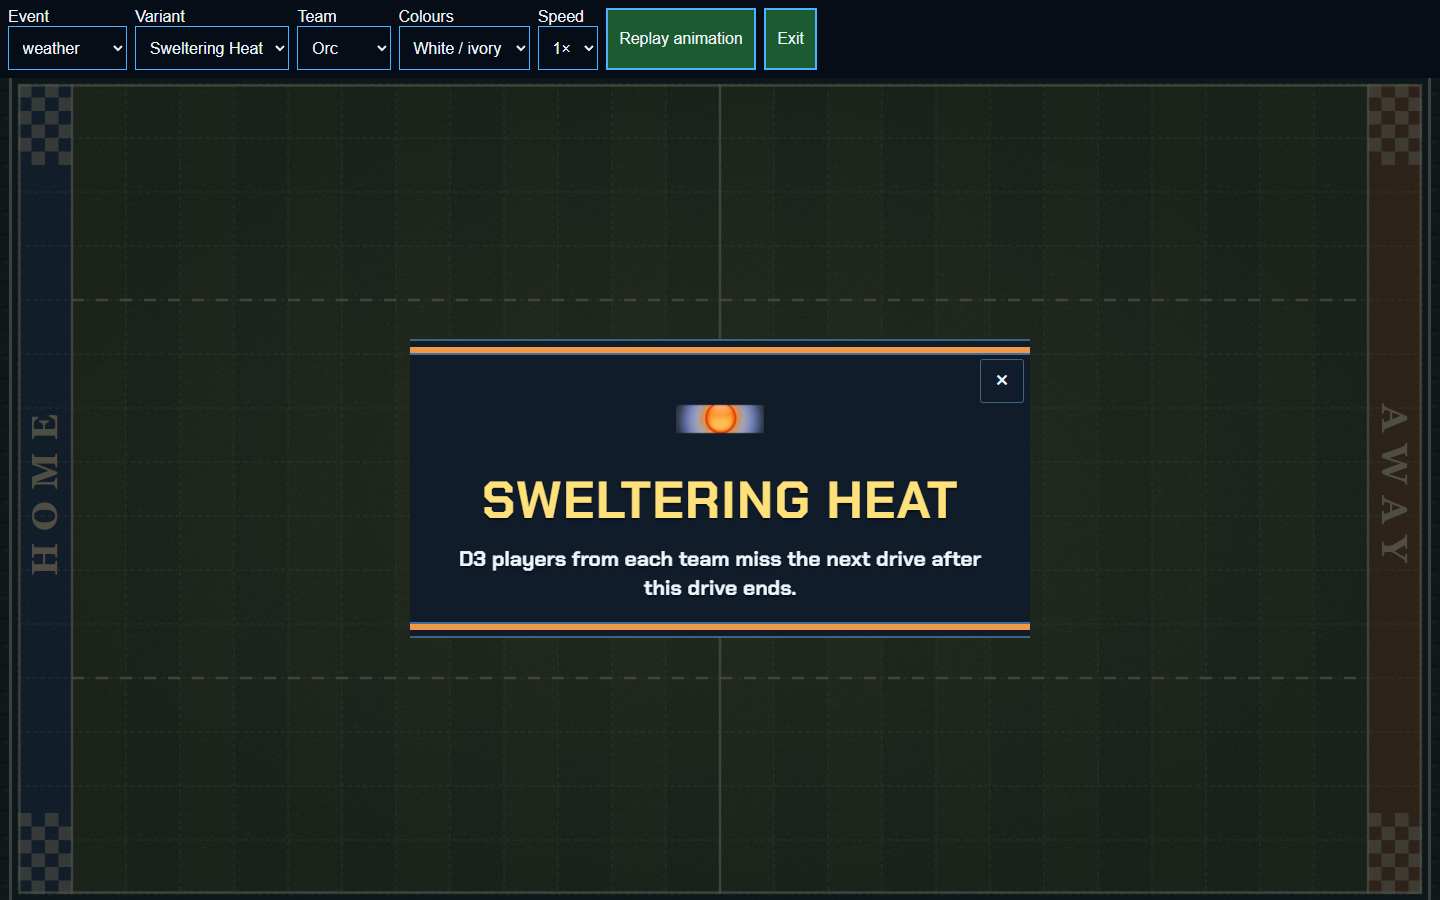 Event Variant Team Colours Speed
weather Sweltering Heat Orc White / ivory 1× Replay animation Exit
HOME
AWAY
×
SWELTERING HEAT
D3 players from each team miss the next drive after
this drive ends.